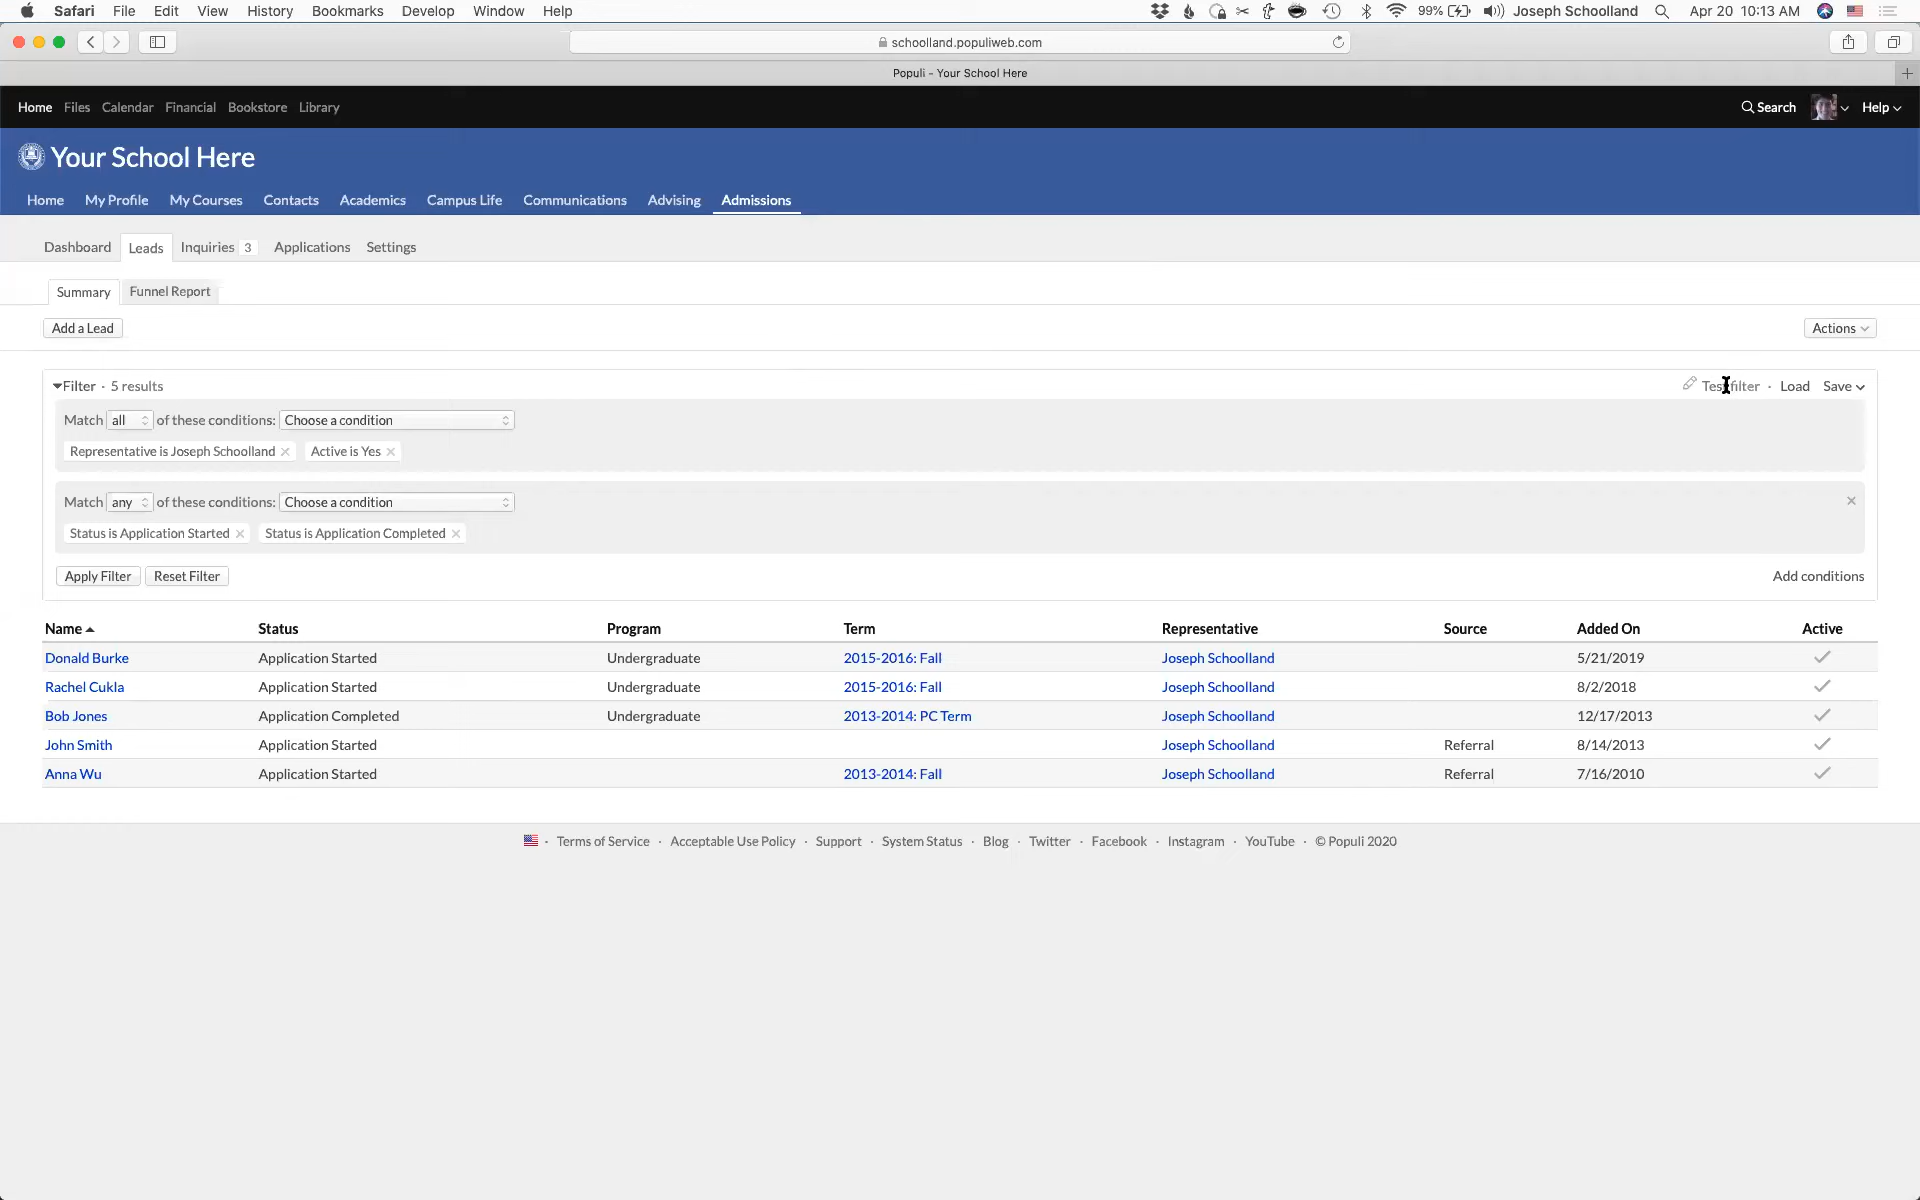 Safari File Edit View History Bookmarks Develop Window Help 99% Joseph Schoolland Apr 20 10:13 AM
schoolland.populiweb.com
Populi - Your School Here
Home Files Calendar Financial Bookstore Library Search Help
Your School Here
Home My Profile My Courses Contacts Academics Campus Life Communications Advising Admissions
Dashboard Leads Inquiries 3 Applications Settings
Summary Funnel Report
Add a Lead Actions
Filter · 5 results Test filter · Load Save
Match all of these conditions: Choose a condition
Representative is Joseph Schoolland × Active is Yes ×
Match any of these conditions: Choose a condition ×
Status is Application Started × Status is Application Completed ×
Apply Filter Reset Filter Add conditions
Name Status Program Term Representative Source Added On Active
Donald Burke Application Started Undergraduate 2015-2016: Fall Joseph Schoolland 5/21/2019
Rachel Cukla Application Started Undergraduate 2015-2016: Fall Joseph Schoolland 8/2/2018
Bob Jones Application Completed Undergraduate 2013-2014: PC Term Joseph Schoolland 12/17/2013
John Smith Application Started Joseph Schoolland Referral 8/14/2013
Anna Wu Application Started 2013-2014: Fall Joseph Schoolland Referral 7/16/2010
· Terms of Service · Acceptable Use Policy · Support · System Status · Blog · Twitter · Facebook · Instagram · YouTube · © Populi 2020